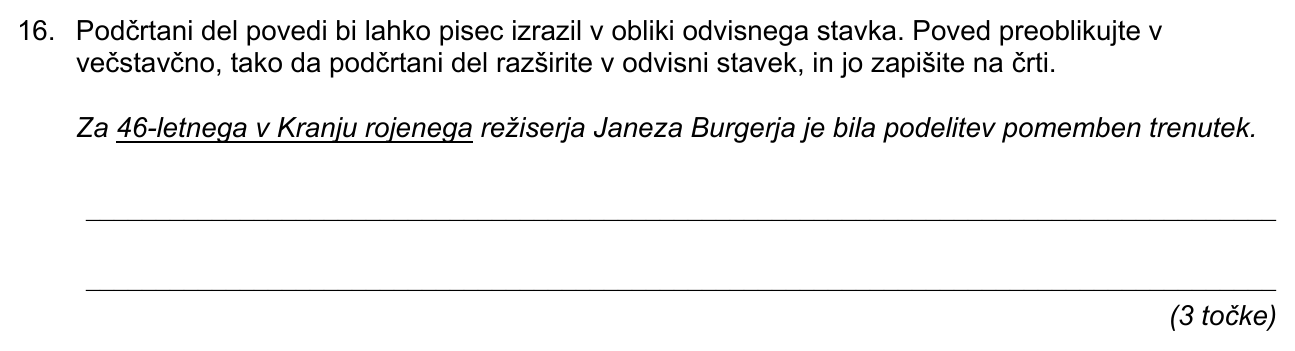 16. Podčrtani del povedi bi lahko pisec izrazil v obliki odvisnega stavka. Poved preoblikujte v
večstavčno, tako da podčrtani del razširite v odvisni stavek, in jo zapišite na črti.
Za 46-letnega v Kranju rojenega režiserja Janeza Burgerja je bila podelitev pomemben trenutek.
(3 točke)